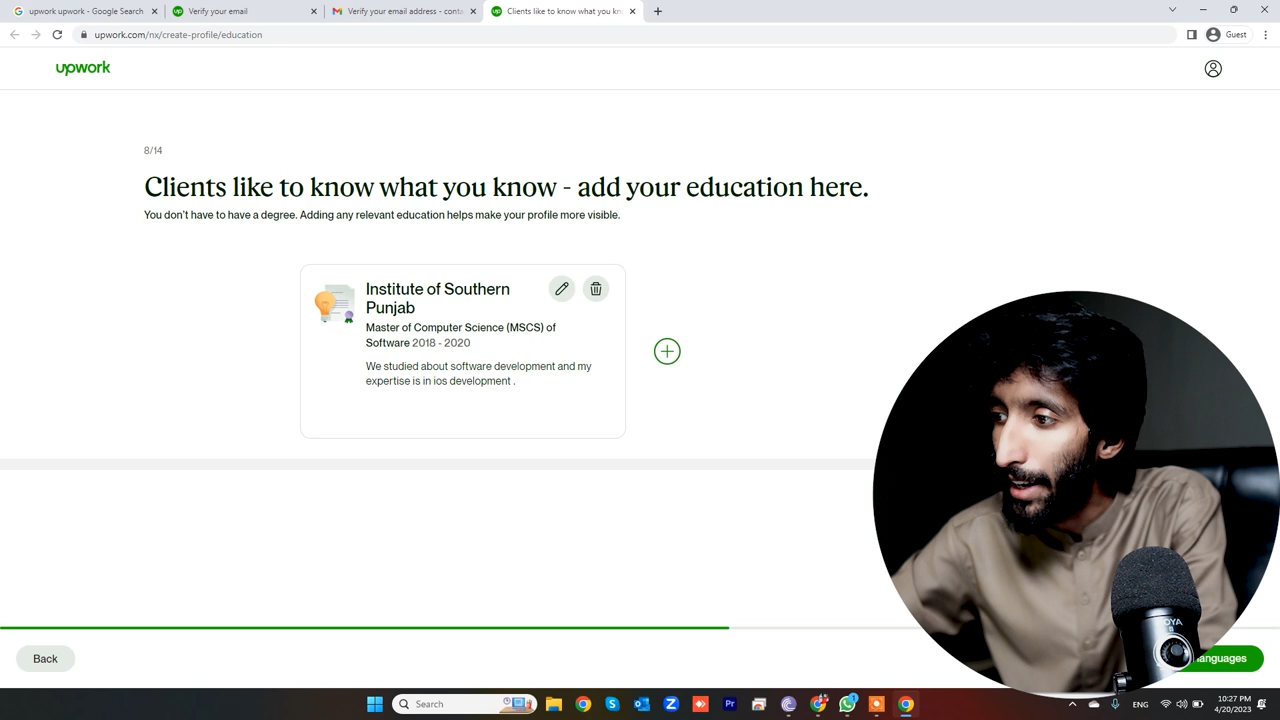 upwork upwork - Google Search
Verify your email
Verify your email address - conta
Clients like to know what you kn
upwork.com/nx/create-profile/education
Guest
upwork
8/14
Clients like to know what you know - add your education here.
You don't have to have a degree. Adding any relevant education helps make your profile more visible.
Institute of Southern
Punjab
Master of Computer Science (MSCS) of
Software 2018 - 2020
We studied about software development and my
expertise is in ios development .
Back
languages
Search
ENG
10:27 PM
4/20/2023